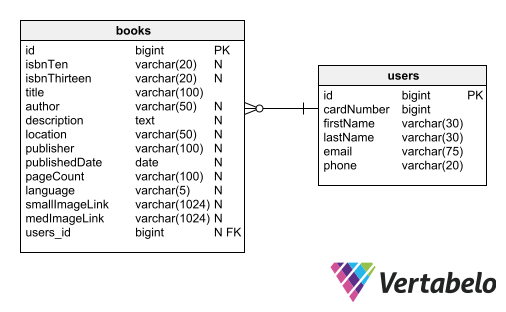 books
id bigint PK
isbnTen varchar(20) N
isbnThirteen varchar(20) N
title varchar(100)
author varchar(50) N
description text N
location varchar(50) N
publisher varchar(100) N
publishedDate date N
pageCount varchar(100) N
language varchar(5) N
smallImageLink varchar(1024) N
medImageLink varchar(1024) N
users_id bigint N FK
users
id bigint PK
cardNumber bigint
firstName varchar(30)
lastName varchar(30)
email varchar(75)
phone varchar(20)
Vertabelo